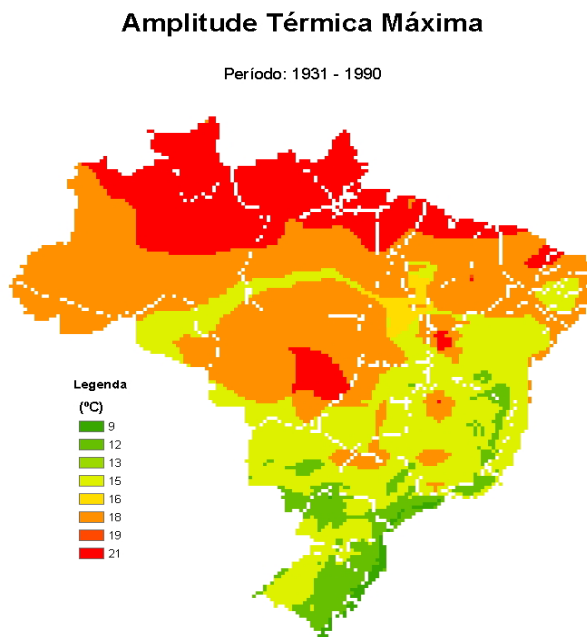 Amplitude Térmica Máxima
Período: 1931 - 1990
Legenda
(ºC)
9
12
13
15
16
18
19
21